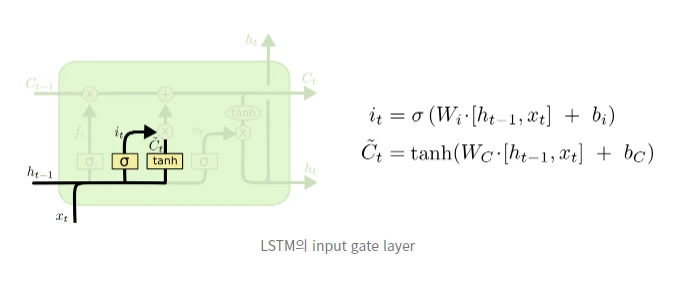 h_t
C_{t-1}
C_t
tanh
f_t
i_t
C̃_t
o_t
σ
σ
tanh
σ
h_{t-1}
h_t
x_t
i_t = σ (W_i·[h_{t-1}, x_t] + b_i)
C̃_t = tanh(W_C·[h_{t-1}, x_t] + b_C)
LSTM의 input gate layer